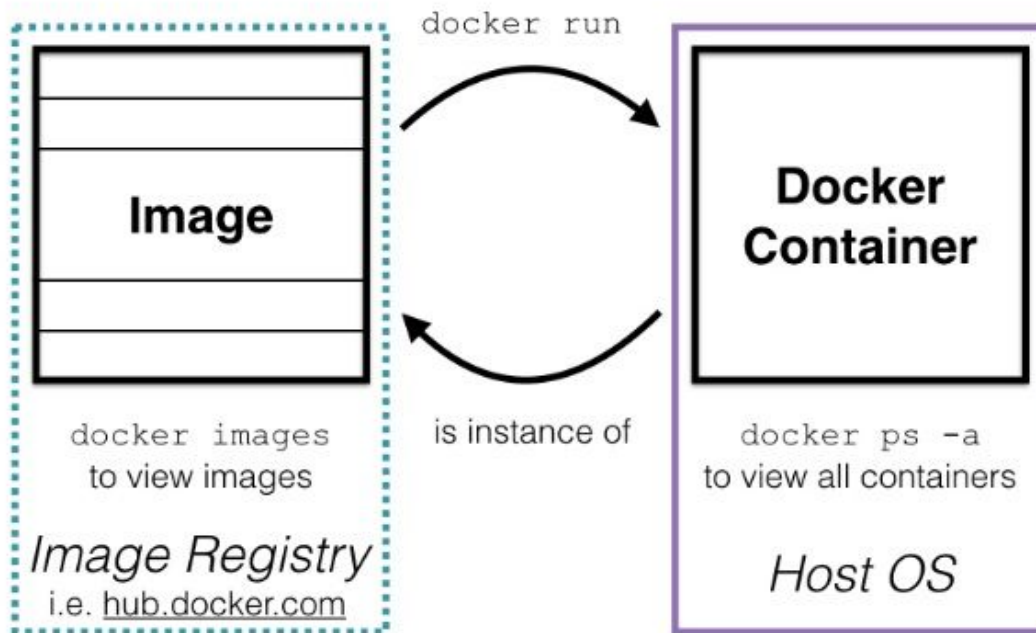 docker run
Image
Docker
Container
docker images
to view images
is instance of
docker ps -a
to view all containers
Image Registry
i.e. hub.docker.com
Host OS